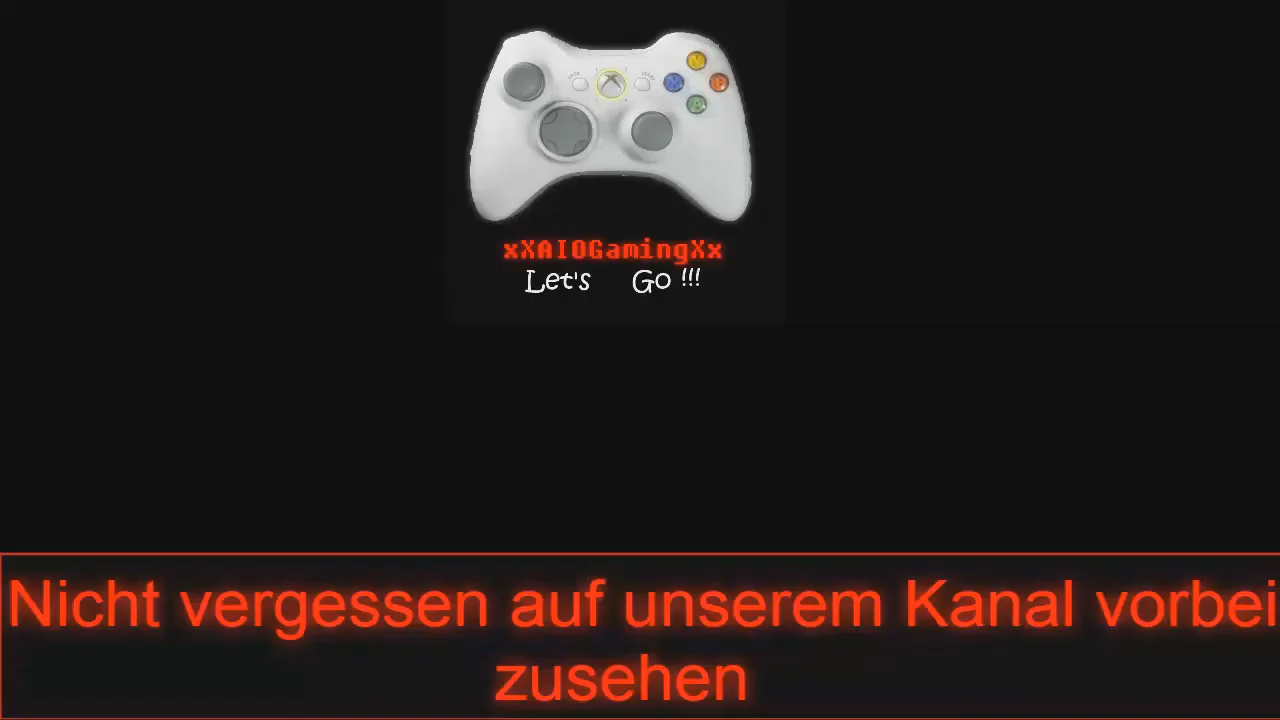 xXAIOGamingXx
Let's Go !!!
Nicht vergessen auf unserem Kanal vorbei
zusehen